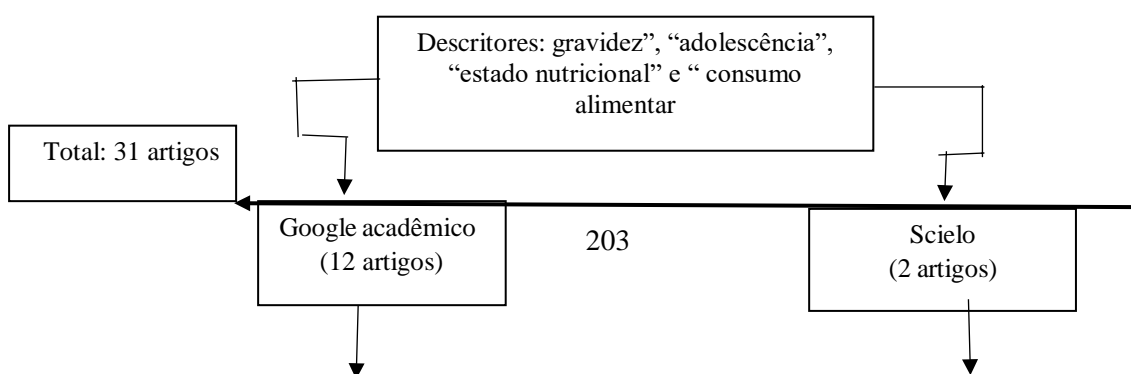 Descritores: gravidez”, “adolescência”,
“estado nutricional” e “ consumo
alimentar
Total: 31 artigos
Google acadêmico
(12 artigos)
203
Scielo
(2 artigos)